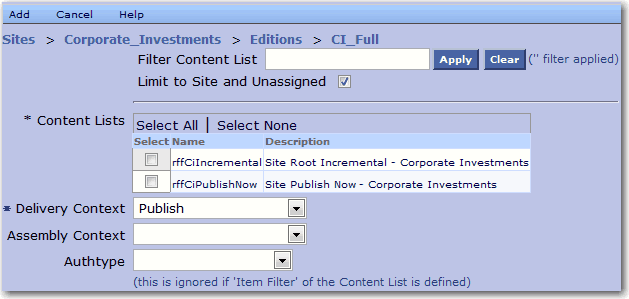 Add Cancel Help
Sites > Corporate_Investments > Editions > CI_Full
Filter Content List Apply Clear ('' filter applied)
Limit to Site and Unassigned
* Content Lists Select All | Select None
Select Name Description
rffCiIncremental Site Root Incremental - Corporate Investments
rffCiPublishNow Site Publish Now - Corporate Investments
* Delivery Context Publish
Assembly Context
Authtype
(this is ignored if 'Item Filter' of the Content List is defined)